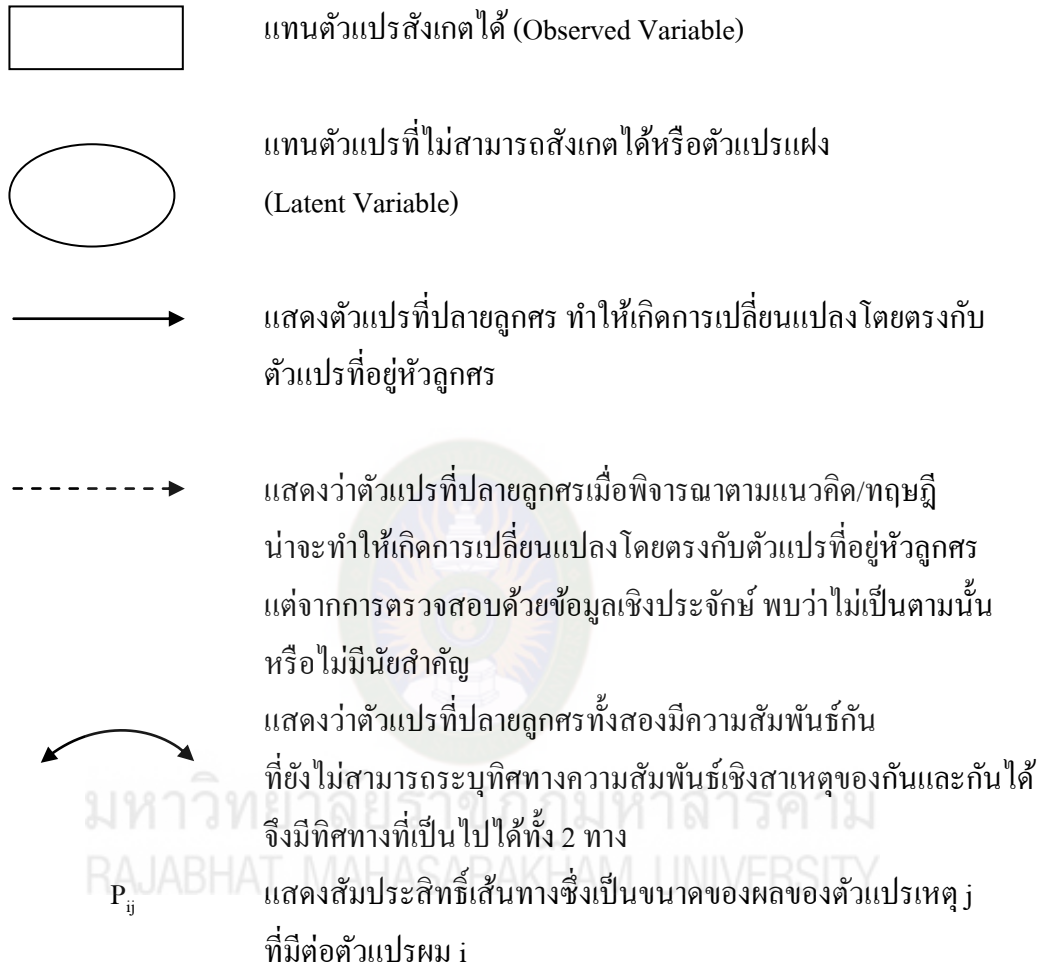 แทนตัวแปรสังเกตได้ (Observed Variable)
แทนตัวแปรที่ไม่สามารถสังเกตได้หรือตัวแปรแฝง
(Latent Variable)
แสดงตัวแปรที่ปลายลูกศร ทำให้เกิดการเปลี่ยนแปลงโตยตรงกับ
ตัวแปรที่อยู่หัวลูกศร
แสดงว่าตัวแปรที่ปลายลูกศรเมื่อพิจารณาตามแนวคิด/ทฤษฎี
น่าจะทำให้เกิดการเปลี่ยนแปลงโดยตรงกับตัวแปรที่อยู่หัวลูกศร
แต่จากการตรวจสอบด้วยข้อมูลเชิงประจักษ์ พบว่าไม่เป็นตามนั้น
หรือไม่มีนัยสำคัญ
แสดงว่าตัวแปรที่ปลายลูกศรทั้งสองมีความสัมพันธ์กัน
ที่ยังไม่สามารถระบุทิศทางความสัมพันธ์เชิงสาเหตุของกันและกันได้
จึงมีทิศทางที่เป็นไปได้ทั้ง 2 ทาง
มหาวิทยาลัยราชภัฏมหาสารคาม
RAJABHAT MAHASARAKHAM UNIVERSITY
P_ij แสดงสัมประสิทธิ์เส้นทางซึ่งเป็นขนาดของผลของตัวแปรเหตุ j
ที่มีต่อตัวแปรผม i